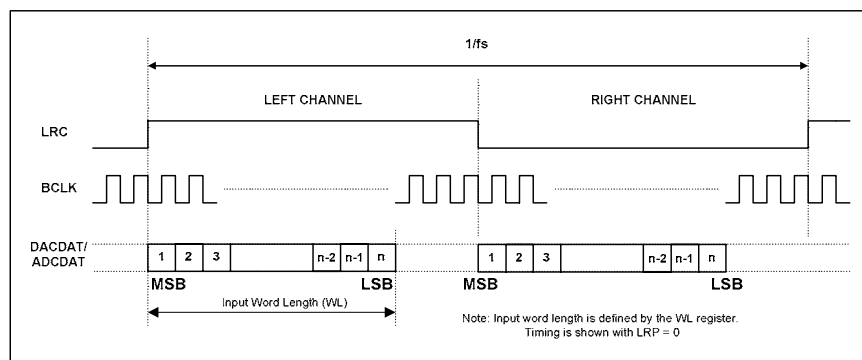 1/fs
LEFT CHANNEL
RIGHT CHANNEL
LRC
BCLK
DACDAT/
ADCDAT
1 2 3 n-2 n-1 n 1 2 3 n-2 n-1 n
MSB LSB MSB LSB
Input Word Length (WL)
Note: Input word length is defined by the WL register.
Timing is shown with LRP = 0